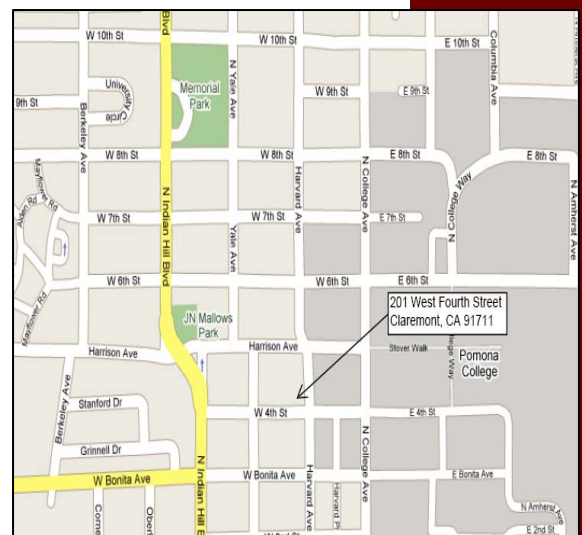 Blvd
W 10th St
W 10th St
E 10th St
Columbia Ave
N Yale Ave
Memorial
Park
University
Circle
W 9th St
E 9th St
9th St
Berkeley Ave
W 8th St
W 8th St
E 8th St
E 8th St
Mayflower Rd
Alden Rd
N Indian Hill Blvd
Harvard Ave
N College Ave
N College Way
N Amherst Ave
W 7th St
W 7th St
E 7th St
Yale Ave
W 6th St
W 6th St
E 6th St
Mayflower Rd
201 West Fourth Street
Claremont, CA 91711
JN Mallows
Park
Harrison Ave
Harrison Ave
Stover Walk
llege Way
Pomona
College
Berkeley Ave
Stanford Dr
W 4th St
E 4th St
Grinnell Dr
N College Ave
W Bonita Ave
W Bonita Ave
E Bonita Ave
N Indian Hill B
Harvard Ave
Harvard Pl
Corne
Ober
N Amherst Ave
E 2nd St